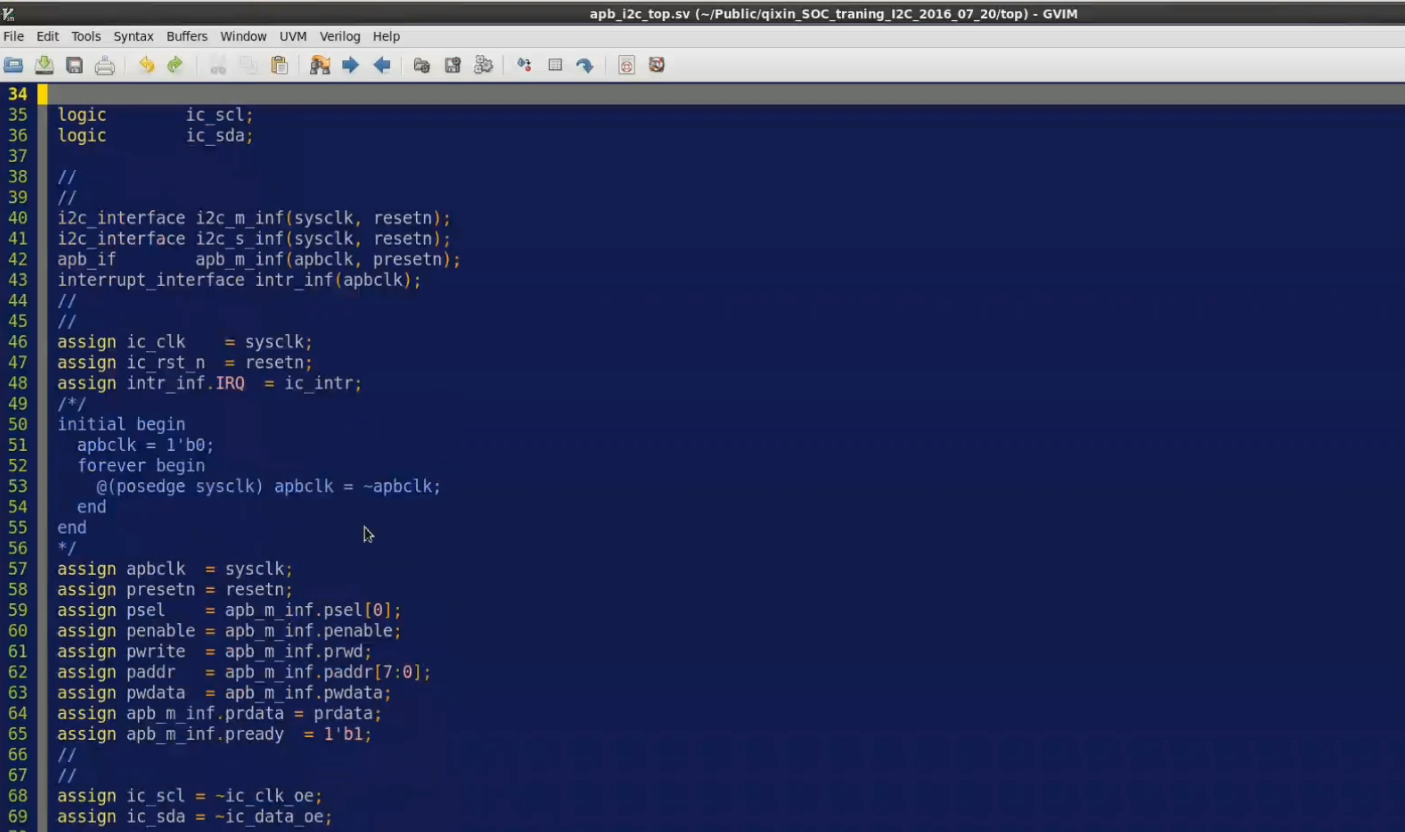 apb_i2c_top.sv (~/Public/qixin_SOC_traning_I2C_2016_07_20/top) - GVIM
File Edit Tools Syntax Buffers Window UVM Verilog Help
34
35 logic        ic_scl;
36 logic        ic_sda;
37
38 //
39 //
40 i2c_interface i2c_m_inf(sysclk, resetn);
41 i2c_interface i2c_s_inf(sysclk, resetn);
42 apb_if        apb_m_inf(apbclk, presetn);
43 interrupt_interface intr_inf(apbclk);
44 //
45 //
46 assign ic_clk    = sysclk;
47 assign ic_rst_n  = resetn;
48 assign intr_inf.IRQ  = ic_intr;
49 /*/
50 initial begin
51   apbclk = 1'b0;
52   forever begin
53     @(posedge sysclk) apbclk = ~apbclk;
54   end
55 end
56 */
57 assign apbclk  = sysclk;
58 assign presetn = resetn;
59 assign psel    = apb_m_inf.psel[0];
60 assign penable = apb_m_inf.penable;
61 assign pwrite  = apb_m_inf.prwd;
62 assign paddr   = apb_m_inf.paddr[7:0];
63 assign pwdata  = apb_m_inf.pwdata;
64 assign apb_m_inf.prdata = prdata;
65 assign apb_m_inf.pready  = 1'b1;
66 //
67 //
68 assign ic_scl = ~ic_clk_oe;
69 assign ic_sda = ~ic_data_oe;